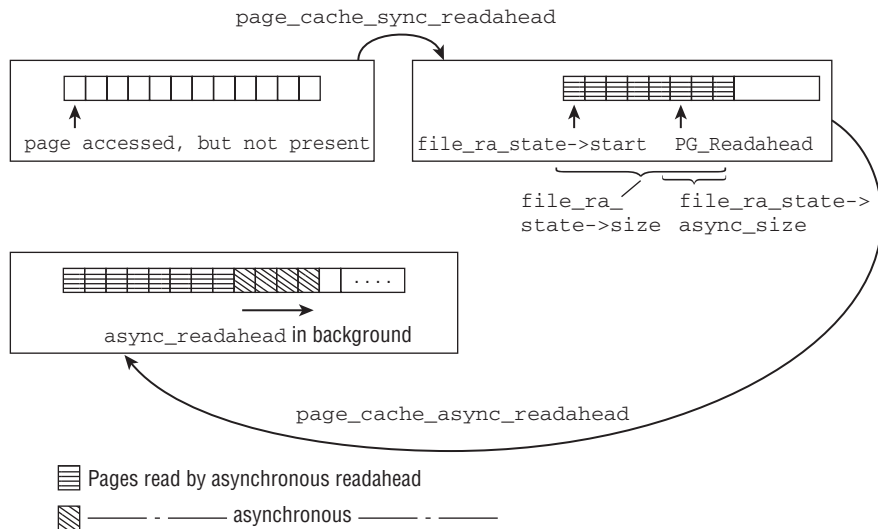 page_cache_sync_readahead
page accessed, but not present
file_ra_state->start PG_Readahead
file_ra_
state->size
file_ra_state->
async_size
....
async_readahead in background
page_cache_async_readahead
Pages read by asynchronous readahead
— - — asynchronous — - —